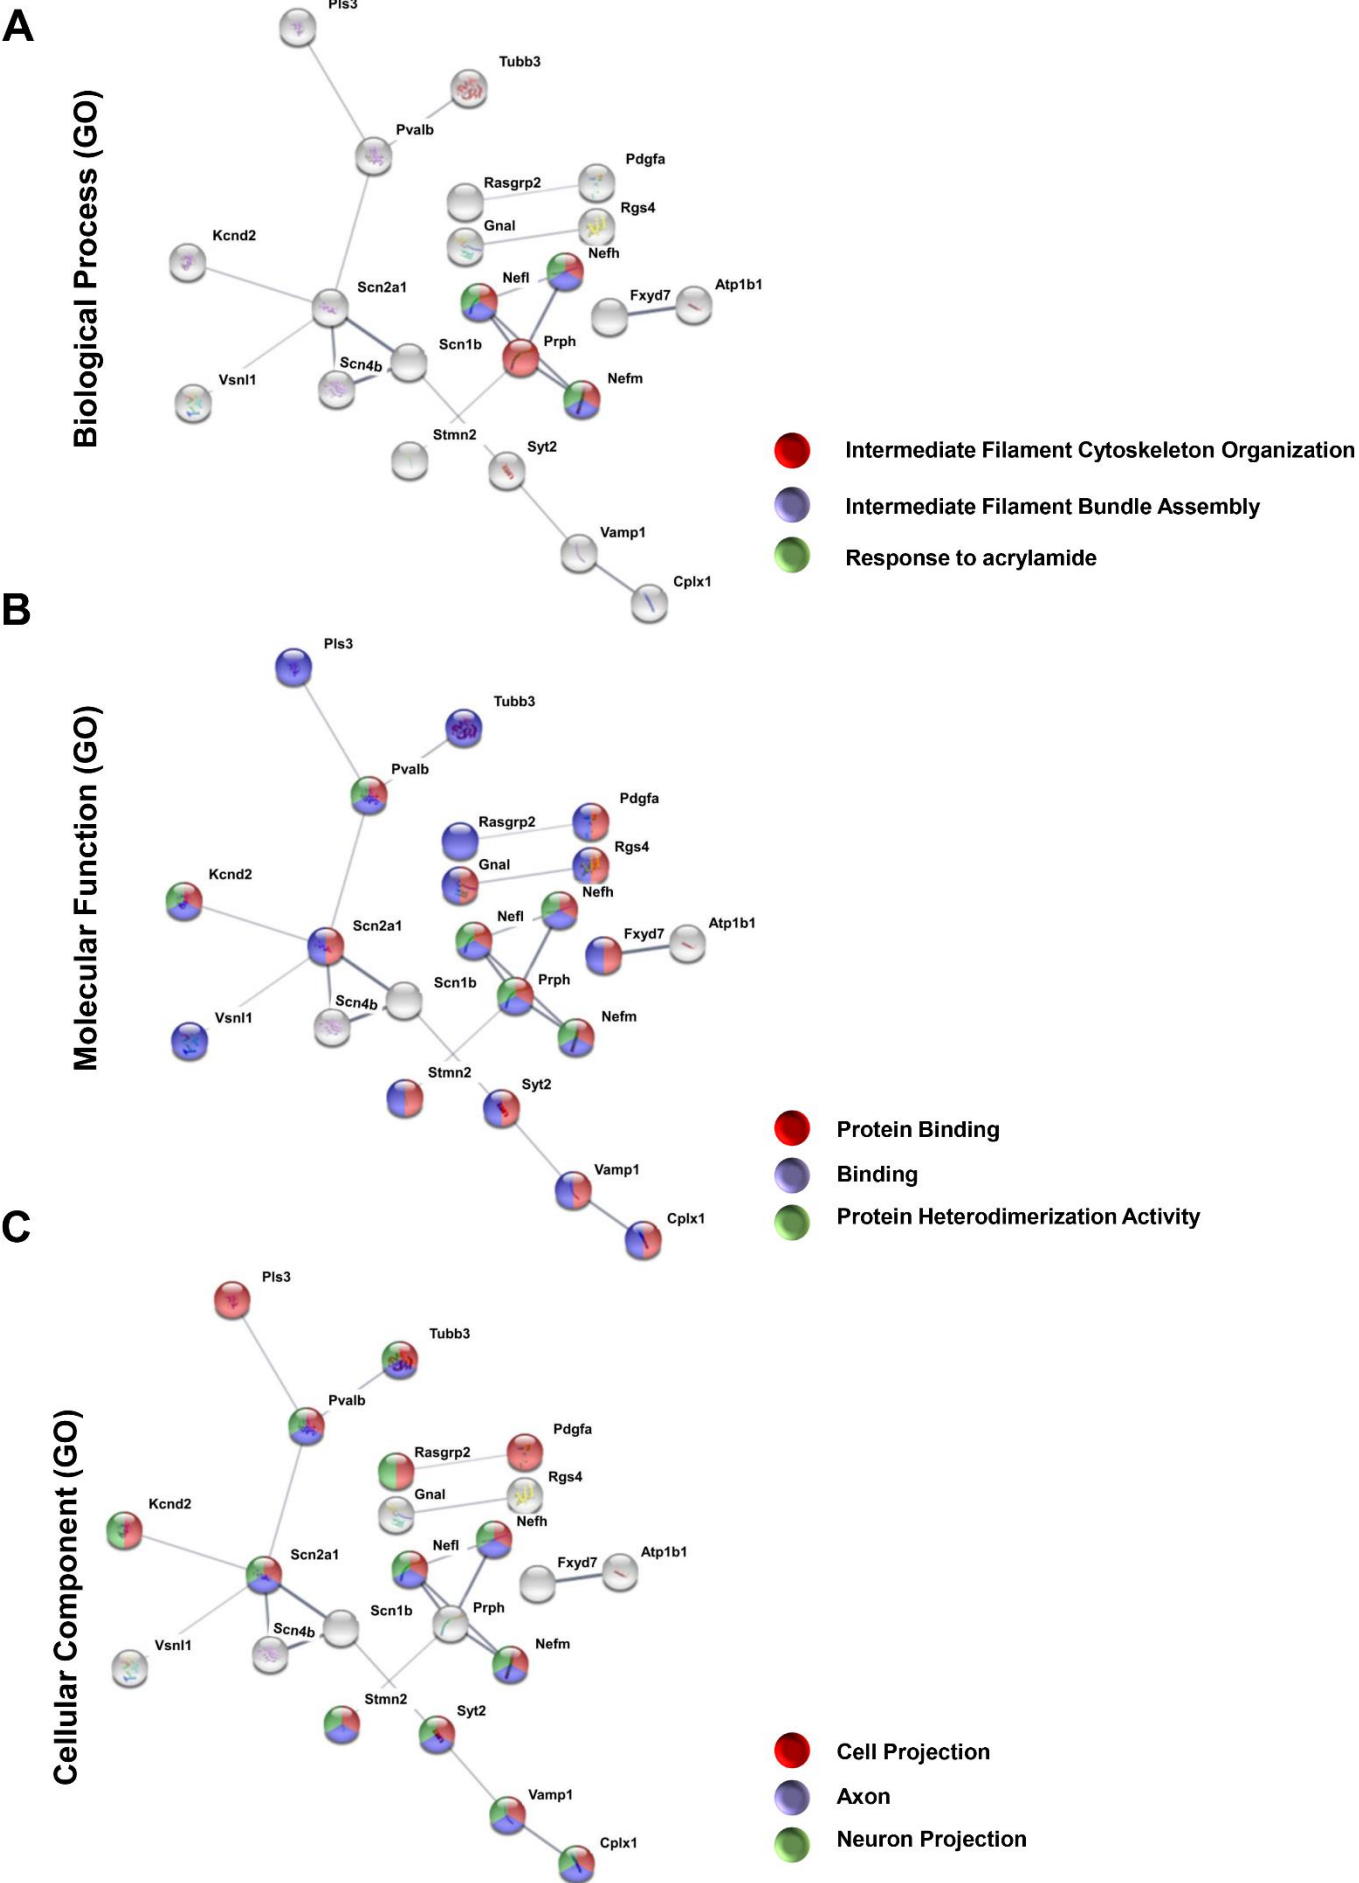 A
Biological Process (GO)
Pls3
Tubb3
Pvalb
Pdgfa
Rasgrp2
Rgs4
Gnal
Kcnd2
Nefh
Nefl
Scn2a1
Atp1b1
Fxyd7
Scn1b
Prph
Scn4b
Vsnl1
Nefm
Stmn2
Syt2
Intermediate Filament Cytoskeleton Organization
Intermediate Filament Bundle Assembly
Vamp1
Response to acrylamide
Cplx1
B
Molecular Function (GO)
Pls3
Tubb3
Pvalb
Pdgfa
Rasgrp2
Rgs4
Gnal
Kcnd2
Nefh
Nefl
Scn2a1
Atp1b1
Fxyd7
Scn1b
Prph
Scn4b
Vsnl1
Nefm
Stmn2
Syt2
Protein Binding
Vamp1
Binding
Cplx1
Protein Heterodimerization Activity
C
Cellular Component (GO)
Pls3
Tubb3
Pvalb
Pdgfa
Rasgrp2
Rgs4
Gnal
Kcnd2
Nefh
Nefl
Scn2a1
Atp1b1
Fxyd7
Scn1b
Prph
Scn4b
Vsnl1
Nefm
Stmn2
Syt2
Cell Projection
Vamp1
Axon
Cplx1
Neuron Projection